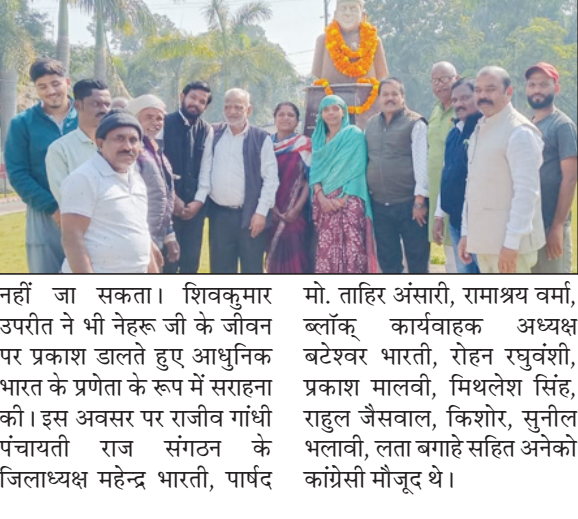 नहीं जा सकता। शिवकुमार
उपरीत ने भी नेहरू जी के जीवन
पर प्रकाश डालते हुए आधुनिक
भारत के प्रणेता के रूप में सराहना
की। इस अवसर पर राजीव गांधी
पंचायती राज संगठन के
जिलाध्यक्ष महेन्द्र भारती, पार्षद
मो. ताहिर अंसारी, रामाश्रय वर्मा,
ब्लॉक् कार्यवाहक अध्यक्ष
बटेश्वर भारती, रोहन रघुवंशी,
प्रकाश मालवी, मिथलेश सिंह,
राहुल जैसवाल, किशोर, सुनील
भलावी, लता बगाहे सहित अनेको
कांग्रेसी मौजूद थे।